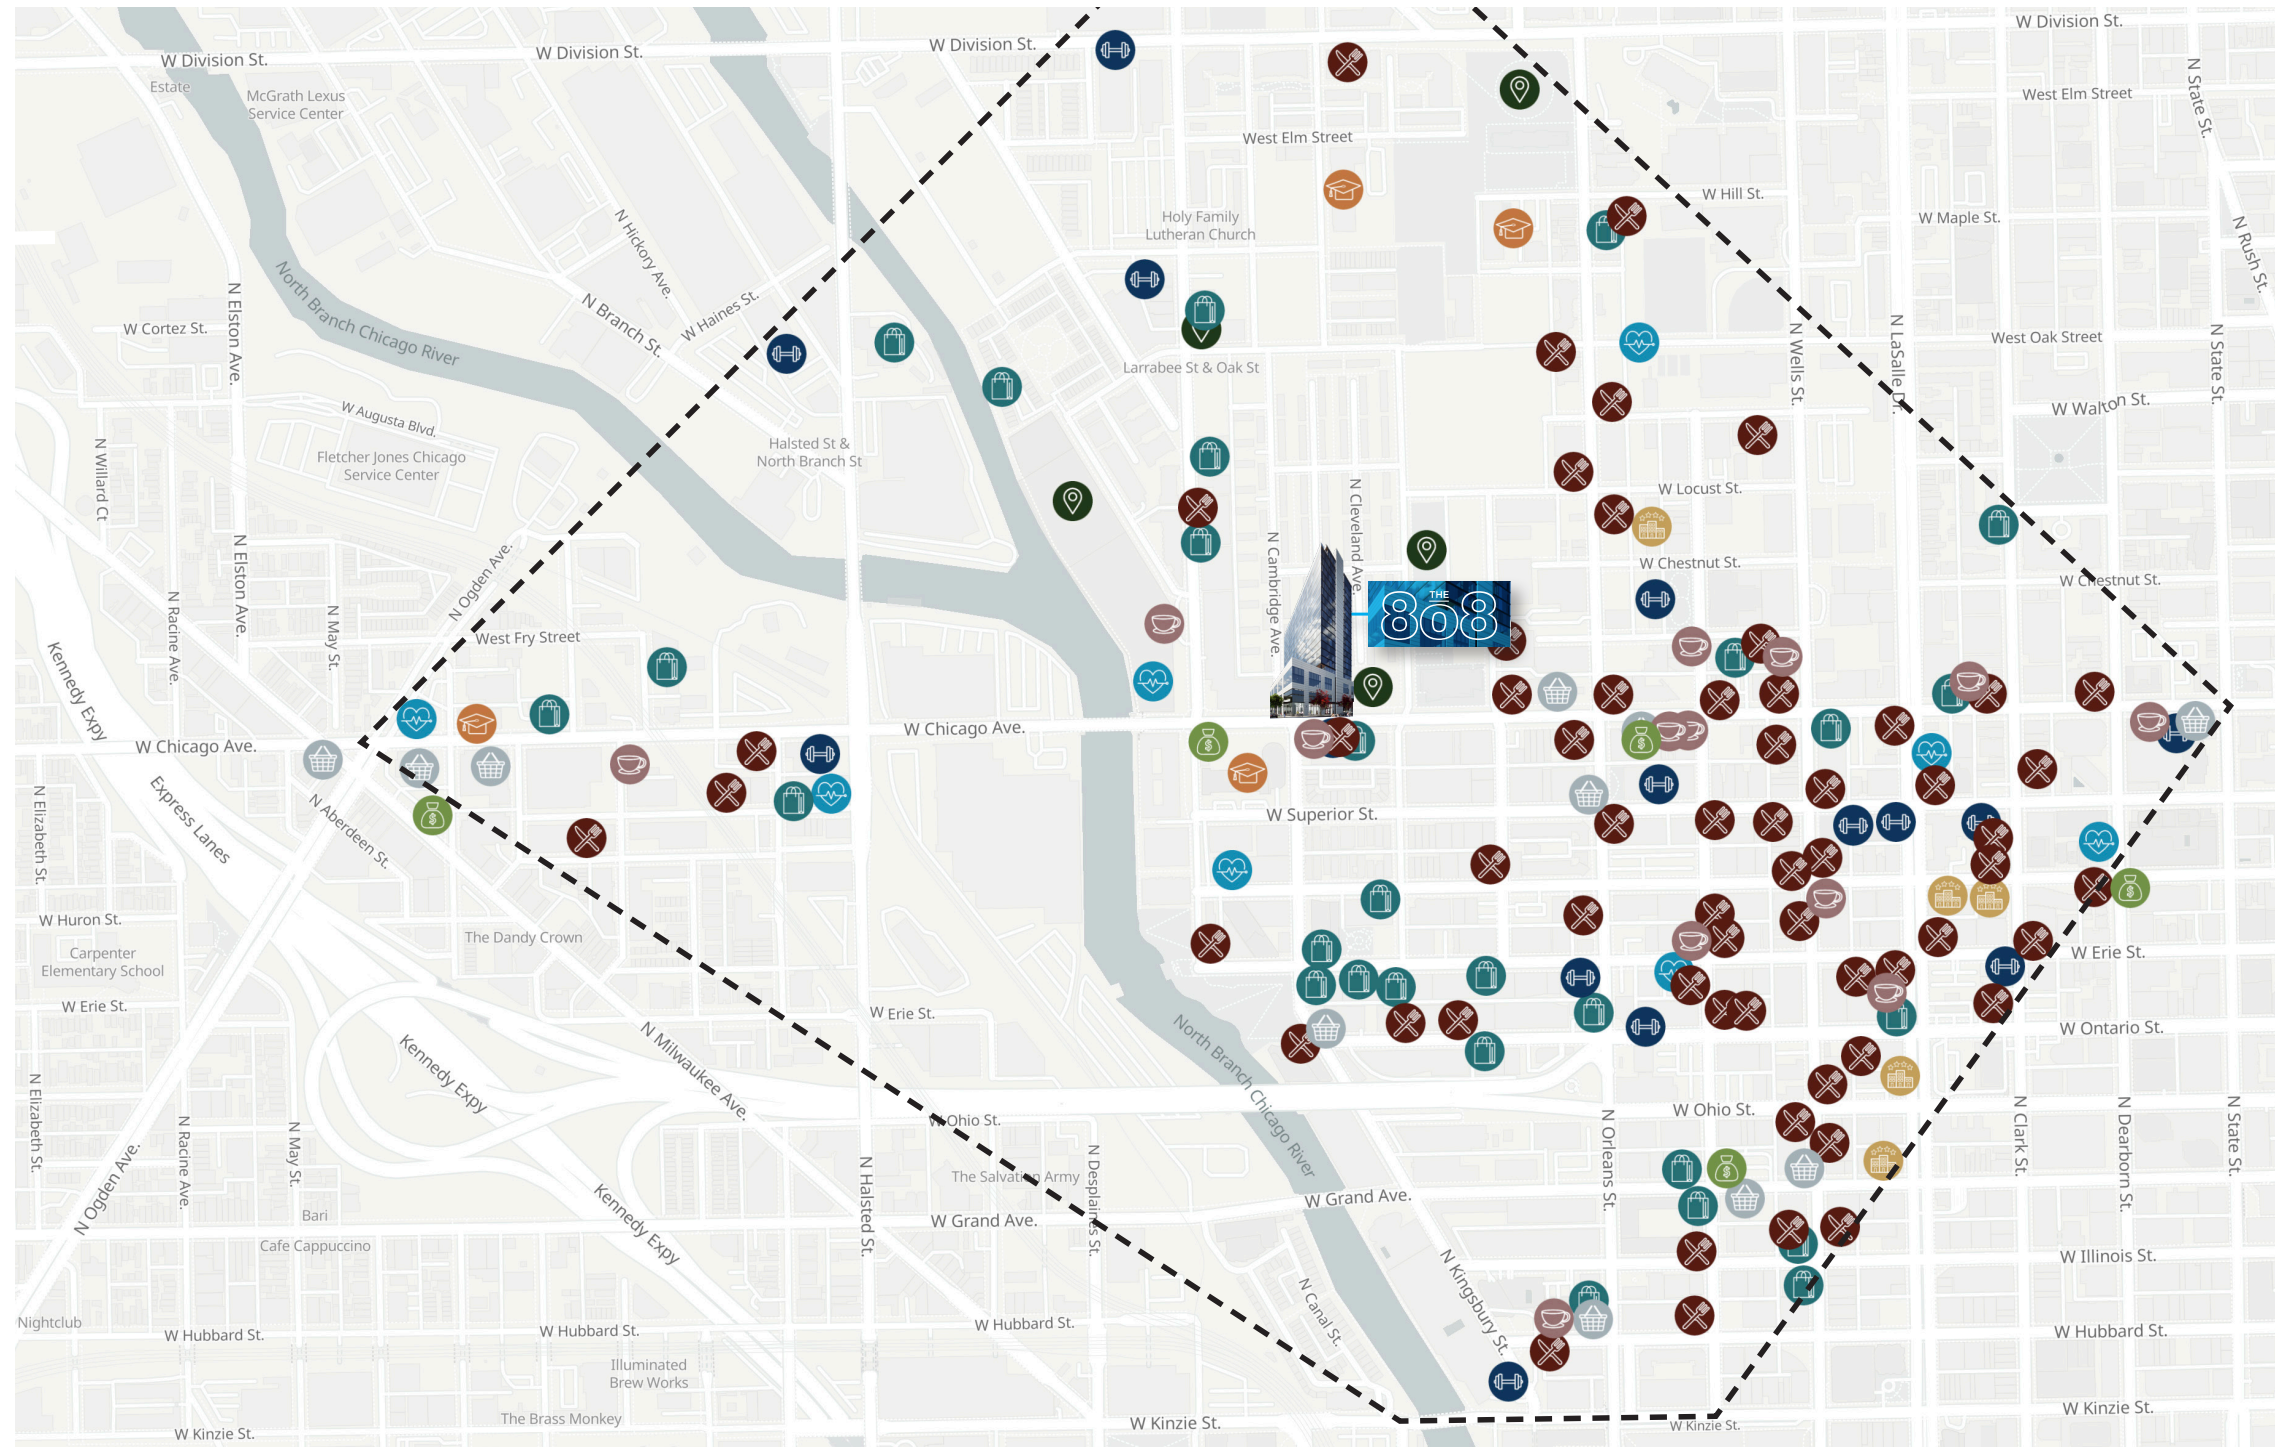 W Division St.
W Division St.
W Division St.
W Division St.
Estate
McGrath Lexus
Service Center
West Elm Street
West Elm Street
N State St.
W Hill St.
W Maple St.
Holy Family
Lutheran Church
N Hickory Ave.
N Rush St.
North Branch Chicago River
N Elston Ave.
N Branch St.
W Haines St.
W Cortez St.
N Wells St.
N LaSalle Dr.
West Oak Street
N State St.
Larrabee St & Oak St
W Augusta Blvd.
W Walton St.
N Willard Ct
Fletcher Jones Chicago
Service Center
Halsted St &
North Branch St
N Cleveland Ave.
W Locust St.
N Elston Ave.
N Ogden Ave.
N Cambridge Ave.
W Chestnut St.
W Chestnut St.
THE
808
N Racine Ave.
N May St.
West Fry Street
Kennedy Expy
W Chicago Ave.
W Chicago Ave.
Express Lanes
N Aberdeen St.
N Elizabeth St.
W Superior St.
W Huron St.
The Dandy Crown
Carpenter
Elementary School
W Erie St.
W Erie St.
W Erie St.
W Ontario St.
North Branch Chicago River
N Milwaukee Ave.
Kennedy Expy
N Elizabeth St.
N Racine Ave.
N May St.
W Ohio St.
W Ohio St.
N Orleans St.
N Clark St.
N Dearborn St.
N State St.
N Ogden Ave.
N Halsted St.
N Desplaines St.
The Salvation Army
Kennedy Expy
W Grand Ave.
W Grand Ave.
Bari
Cafe Cappuccino
W Illinois St.
N Kingsbury St.
N Canal St.
Nightclub
W Hubbard St.
W Hubbard St.
W Hubbard St.
W Hubbard St.
Illuminated
Brew Works
The Brass Monkey
W Kinzie St.
W Kinzie St.
W Kinzie St.
W Kinzie St.